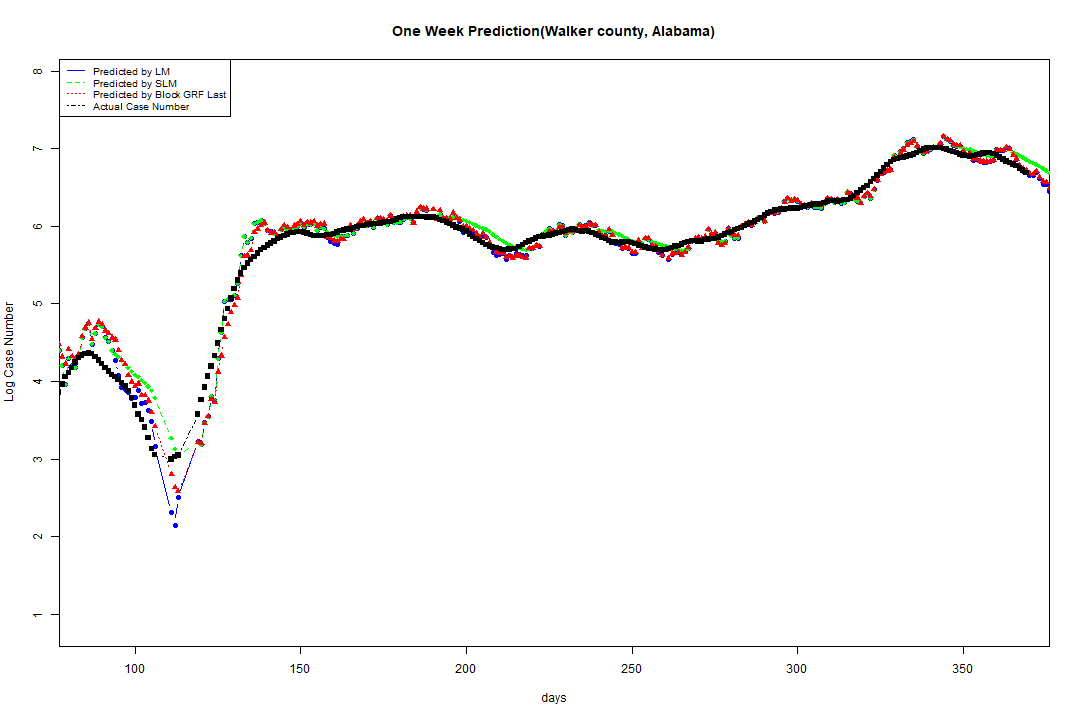 One Week Prediction(Walker county, Alabama)
Predicted by LM
Predicted by SLM
Predicted by Block GRF Last
Actual Case Number
8
7
6
5
4
3
2
1
Log Case Number
100 150 200 250 300 350
days